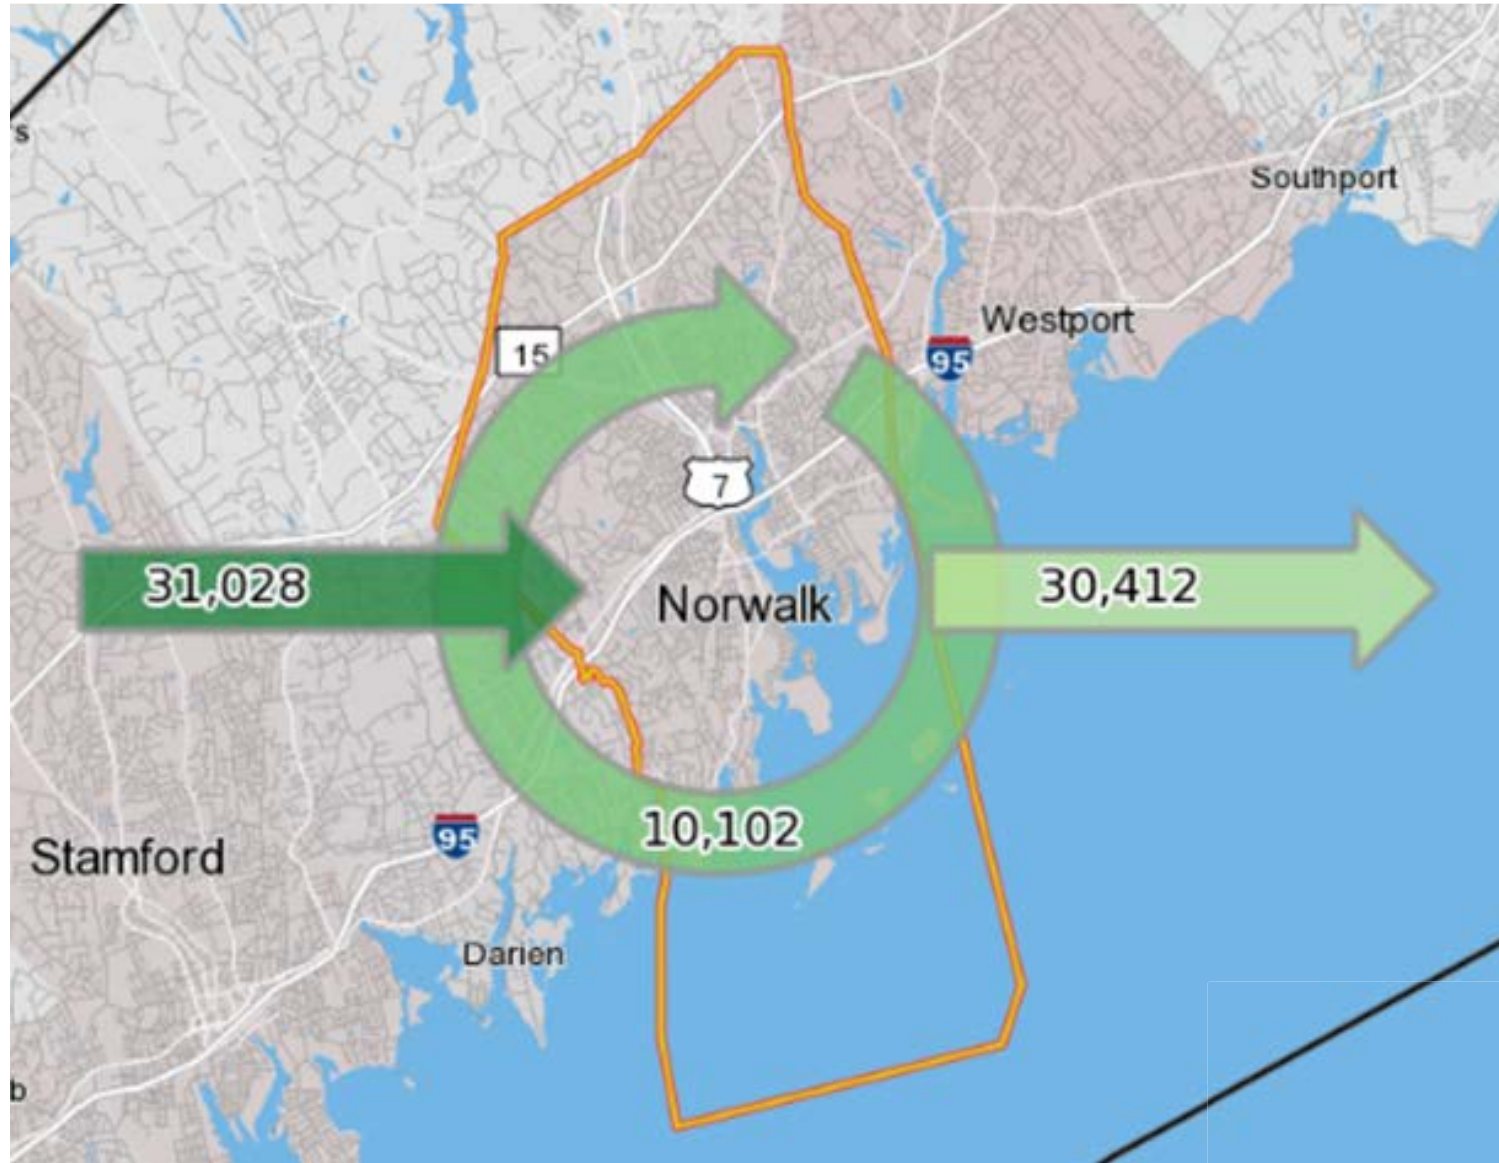 s
Southport
Westport
15
95
7
31,028
30,412
Norwalk
10,102
95
Stamford
Darien
b